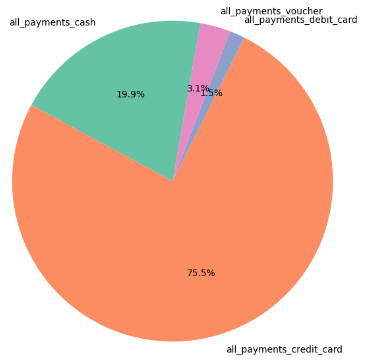 all_payments_voucher
all_payments_debit_card
all_payments_cash
3.1%
1.5%
19.9%
75.5%
all_payments_credit_card